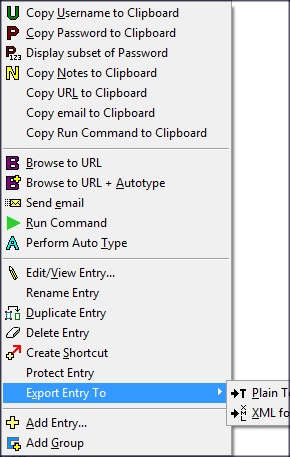 Copy Username to Clipboard
Copy Password to Clipboard
Display subset of Password
Copy Notes to Clipboard
Copy URL to Clipboard
Copy email to Clipboard
Copy Run Command to Clipboard
Browse to URL
Browse to URL + Autotype
Send email
Run Command
Perform Auto Type
Edit/View Entry...
Rename Entry
Duplicate Entry
Delete Entry
Create Shortcut
Protect Entry
Export Entry To
Plain
XML
Add Entry...
Add Group